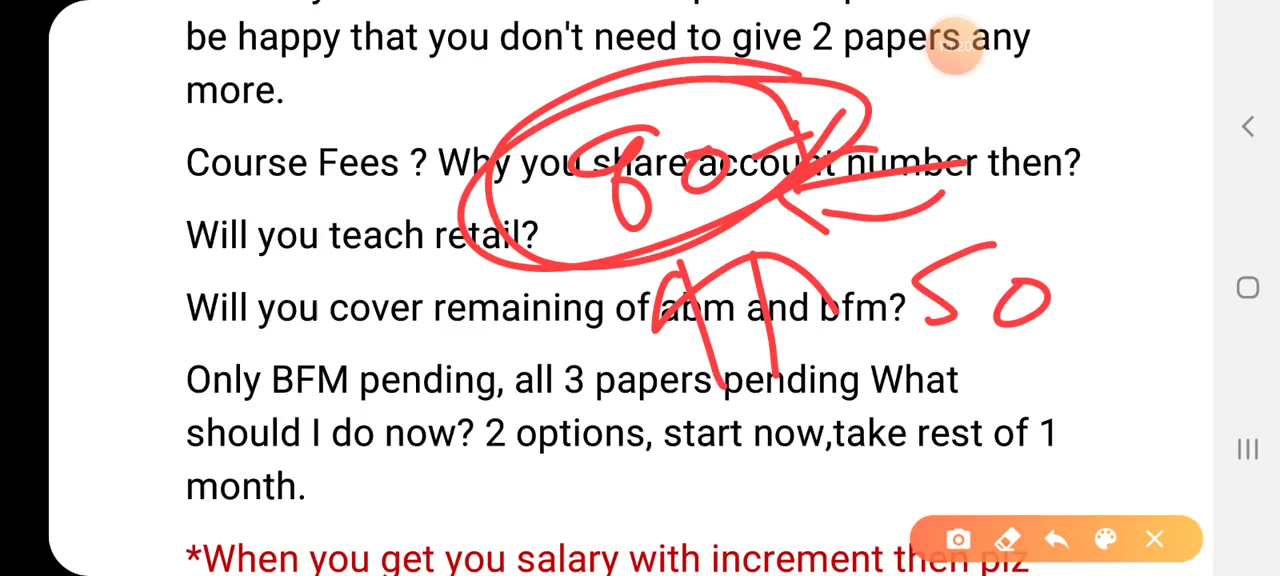 be happy that you don't need to give 2 papers any
more.
Course Fees ? Why you share account number then?
80
Will you teach retail?
Will you cover remaining of abm and bfm?
50
Only BFM pending, all 3 papers pending What
should I do now? 2 options, start now,take rest of 1
month.
*When you get you salary with increment then plz